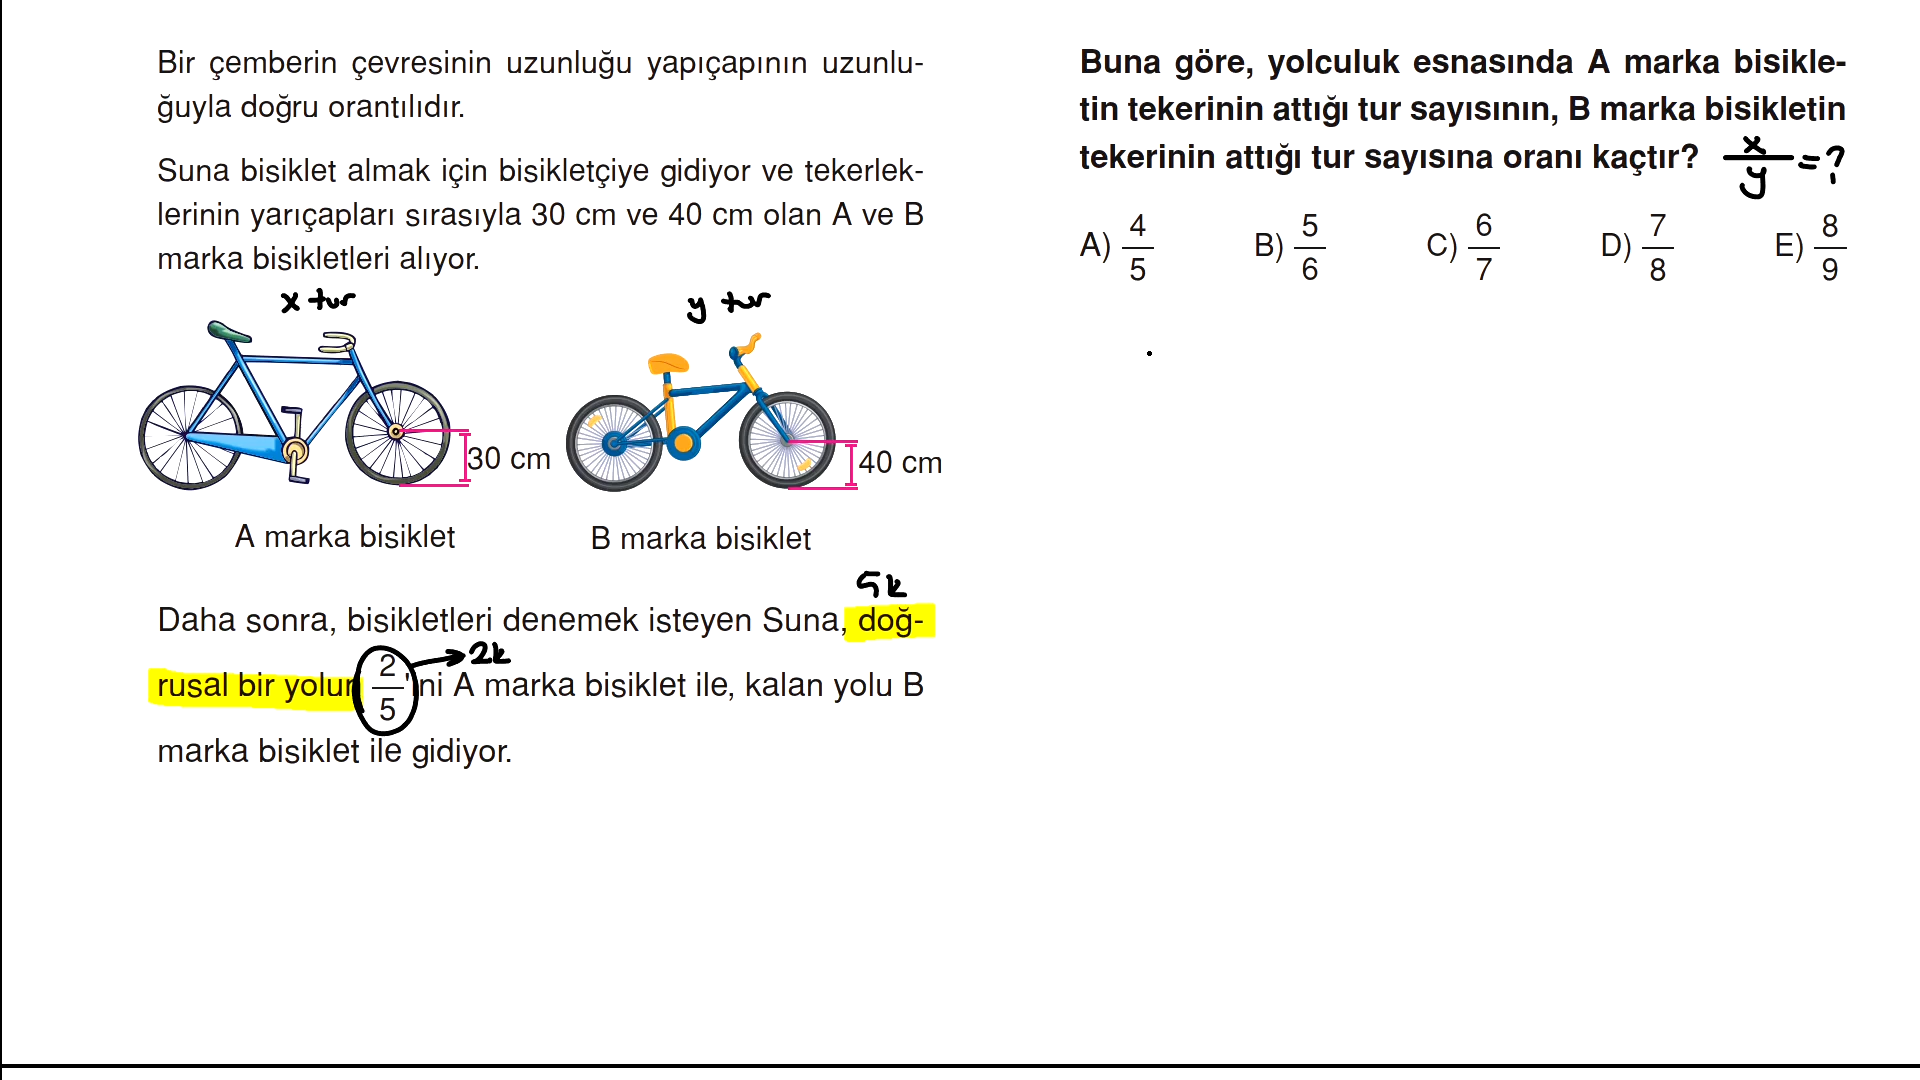 Bir çemberin çevresinin uzunluğu yapıçapının uzunlu-
ğuyla doğru orantılıdır.
Suna bisiklet almak için bisikletçiye gidiyor ve tekerlek-
lerinin yarıçapları sırasıyla 30 cm ve 40 cm olan A ve B
marka bisikletleri alıyor.
x tur
y tur
30 cm
40 cm
A marka bisiklet
B marka bisiklet
5k
Daha sonra, bisikletleri denemek isteyen Suna, doğ-
2k
rusal bir yolun 2/5'ini A marka bisiklet ile, kalan yolu B
marka bisiklet ile gidiyor.
Buna göre, yolculuk esnasında A marka bisikle-
tin tekerinin attığı tur sayısının, B marka bisikletin
tekerinin attığı tur sayısına oranı kaçtır? x/y = ?
A) 4/5 B) 5/6 C) 6/7 D) 7/8 E) 8/9